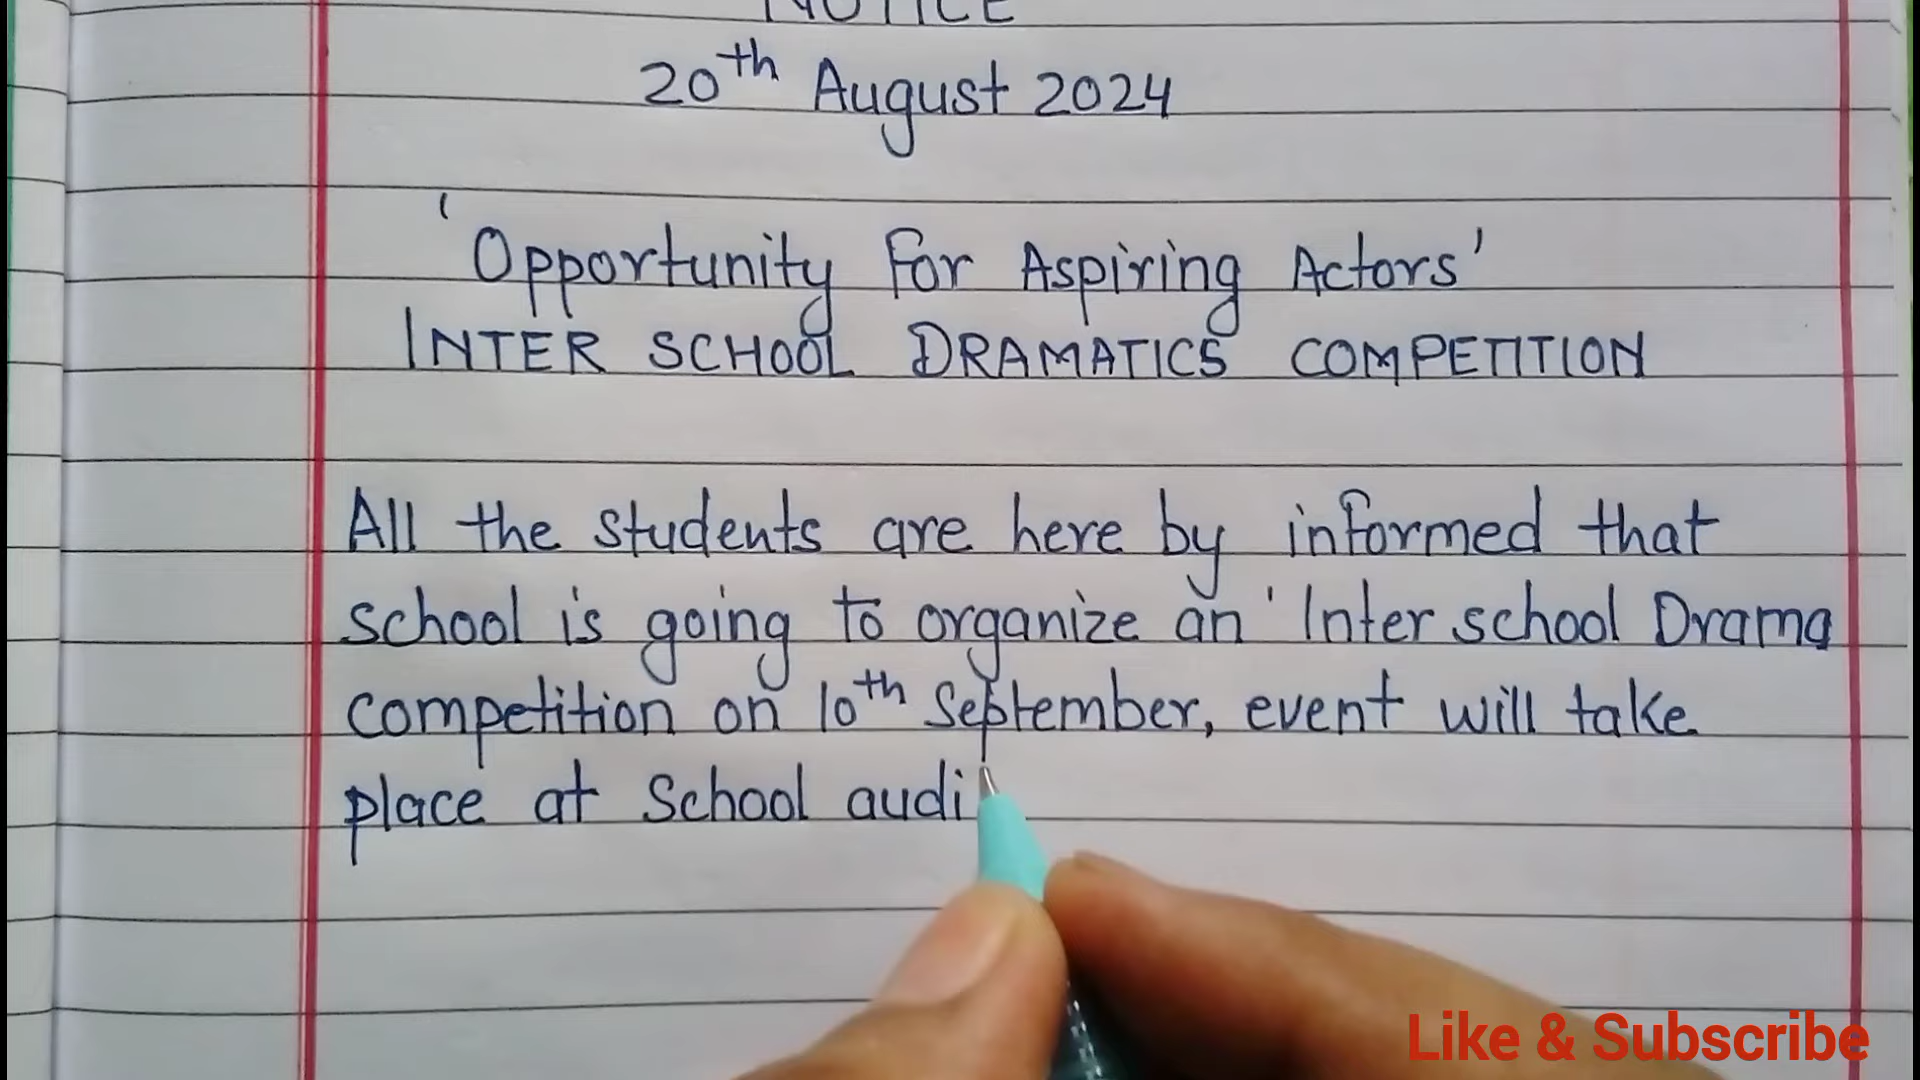 NOTICE
20th August 2024
'Opportunity For Aspiring Actors'
INTER SCHOOL DRAMATICS COMPETITION
All the students are here by informed that
school is going to organize an 'Inter school Drama
competition on 10th September, event will take
place at School audi
Like & Subscribe